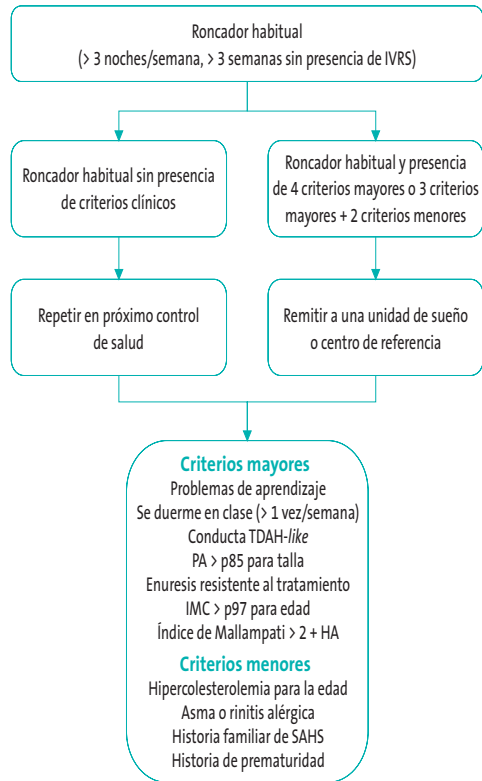 Roncador habitual
(> 3 noches/semana, > 3 semanas sin presencia de IVRS)
Roncador habitual sin presencia
de criterios clínicos
Roncador habitual y presencia
de 4 criterios mayores o 3 criterios
mayores + 2 criterios menores
Repetir en próximo control
de salud
Remitir a una unidad de sueño
o centro de referencia
Criterios mayores
Problemas de aprendizaje
Se duerme en clase (> 1 vez/semana)
Conducta TDAH-like
PA > p85 para talla
Enuresis resistente al tratamiento
IMC > p97 para edad
Índice de Mallampati > 2 + HA
Criterios menores
Hipercolesterolemia para la edad
Asma o rinitis alérgica
Historia familiar de SAHS
Historia de prematuridad